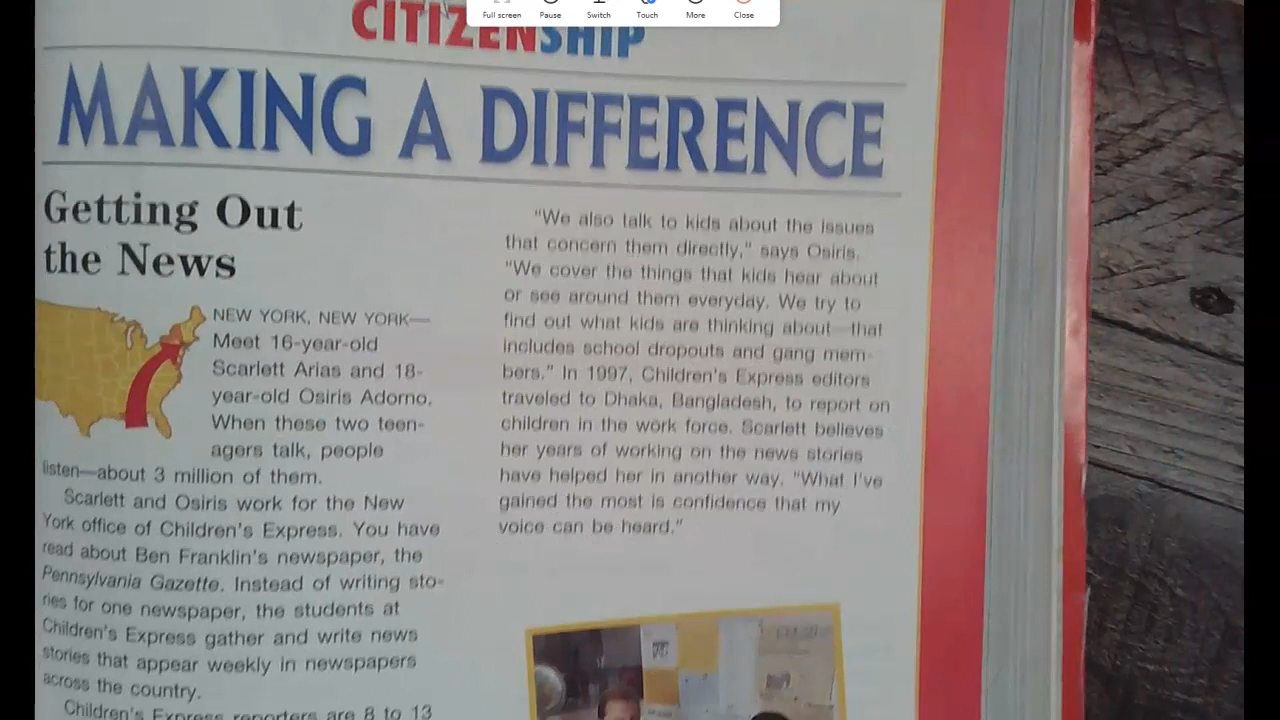 Full screen Pause Switch Touch More Close
CITIZENSHIP
MAKING A DIFFERENCE
Getting Out
the News
NEW YORK, NEW YORK—
Meet 16-year-old
Scarlett Arias and 18-
year-old Osiris Adorno.
When these two teen-
agers talk, people
listen—about 3 million of them.
Scarlett and Osiris work for the New
York office of Children's Express. You have
read about Ben Franklin's newspaper, the
Pennsylvania Gazette. Instead of writing sto-
ries for one newspaper, the students at
Children's Express gather and write news
stories that appear weekly in newspapers
across the country.
Children's Express reporters are 8 to 13
"We also talk to kids about the issues
that concern them directly," says Osiris.
"We cover the things that kids hear about
or see around them everyday. We try to
find out what kids are thinking about—that
includes school dropouts and gang mem-
bers." In 1997, Children's Express editors
traveled to Dhaka, Bangladesh, to report on
children in the work force. Scarlett believes
her years of working on the news stories
have helped her in another way. "What I've
gained the most is confidence that my
voice can be heard."